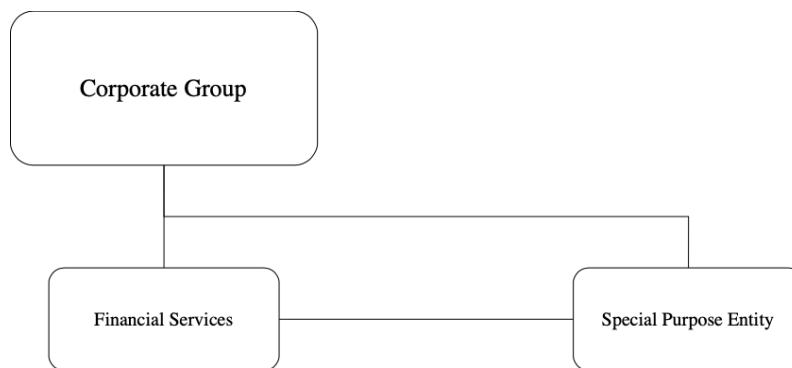 Corporate Group
Financial Services
Special Purpose Entity